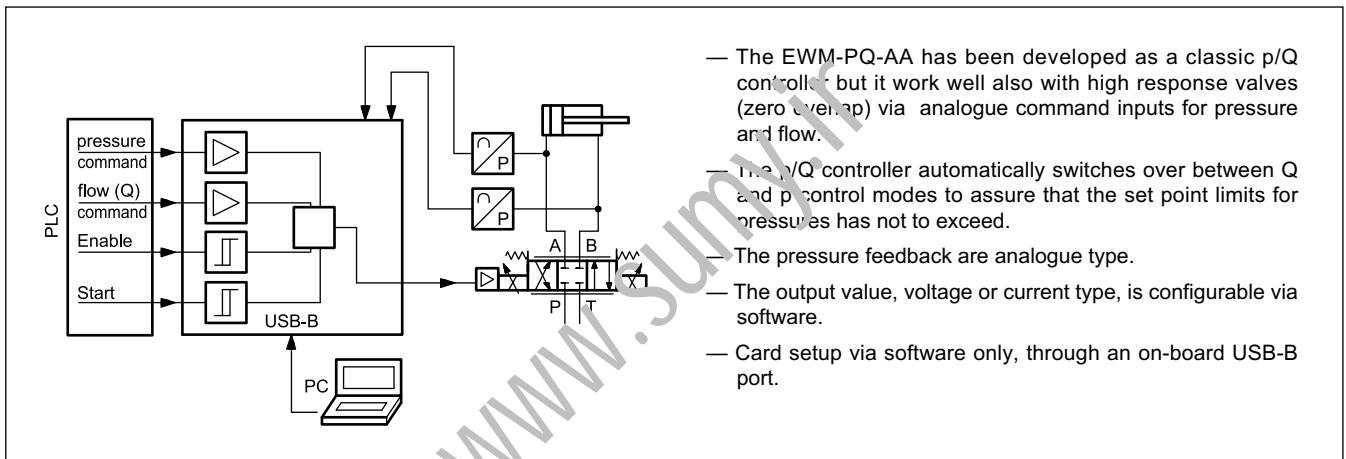 PLC
pressure
command
flow (Q)
command
Enable
Start
USB-B
PC
P
P
A B
P T
— The EWM-PQ-AA has been developed as a classic p/Q
controller but it work well also with high response valves
(zero overlap) via analogue command inputs for pressure
and flow.
— The p/Q controller automatically switches over between Q
and p control modes to assure that the set point limits for
pressures has not to exceed.
— The pressure feedback are analogue type.
— The output value, voltage or current type, is configurable via
software.
— Card setup via software only, through an on-board USB-B
port.
www.sumy.ir